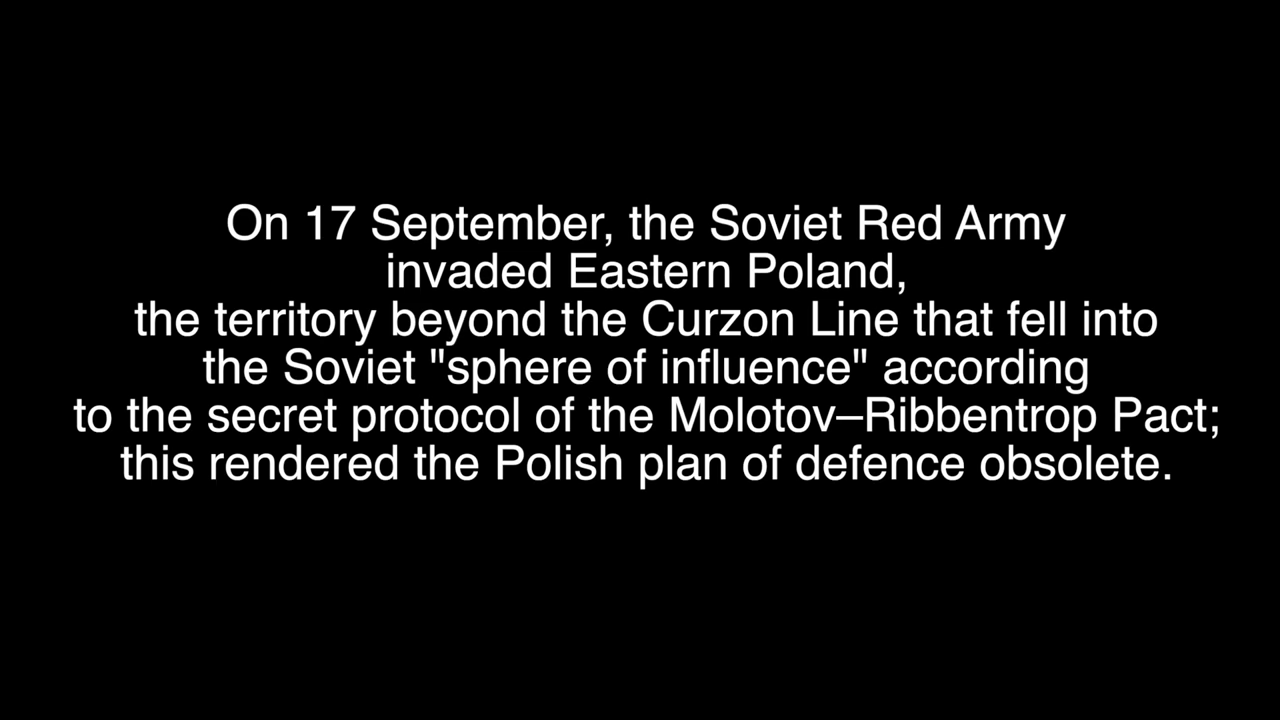 On 17 September, the Soviet Red Army
invaded Eastern Poland,
the territory beyond the Curzon Line that fell into
the Soviet "sphere of influence" according
to the secret protocol of the Molotov–Ribbentrop Pact;
this rendered the Polish plan of defence obsolete.